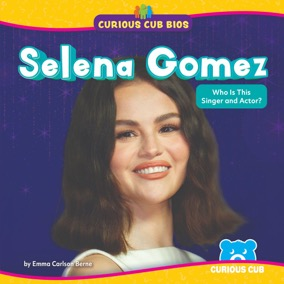 CURIOUS CUB BIOS
Selena Gomez
Who Is This
Singer and Actor?
by Emma Carlson Berne
CURIOUS CUB